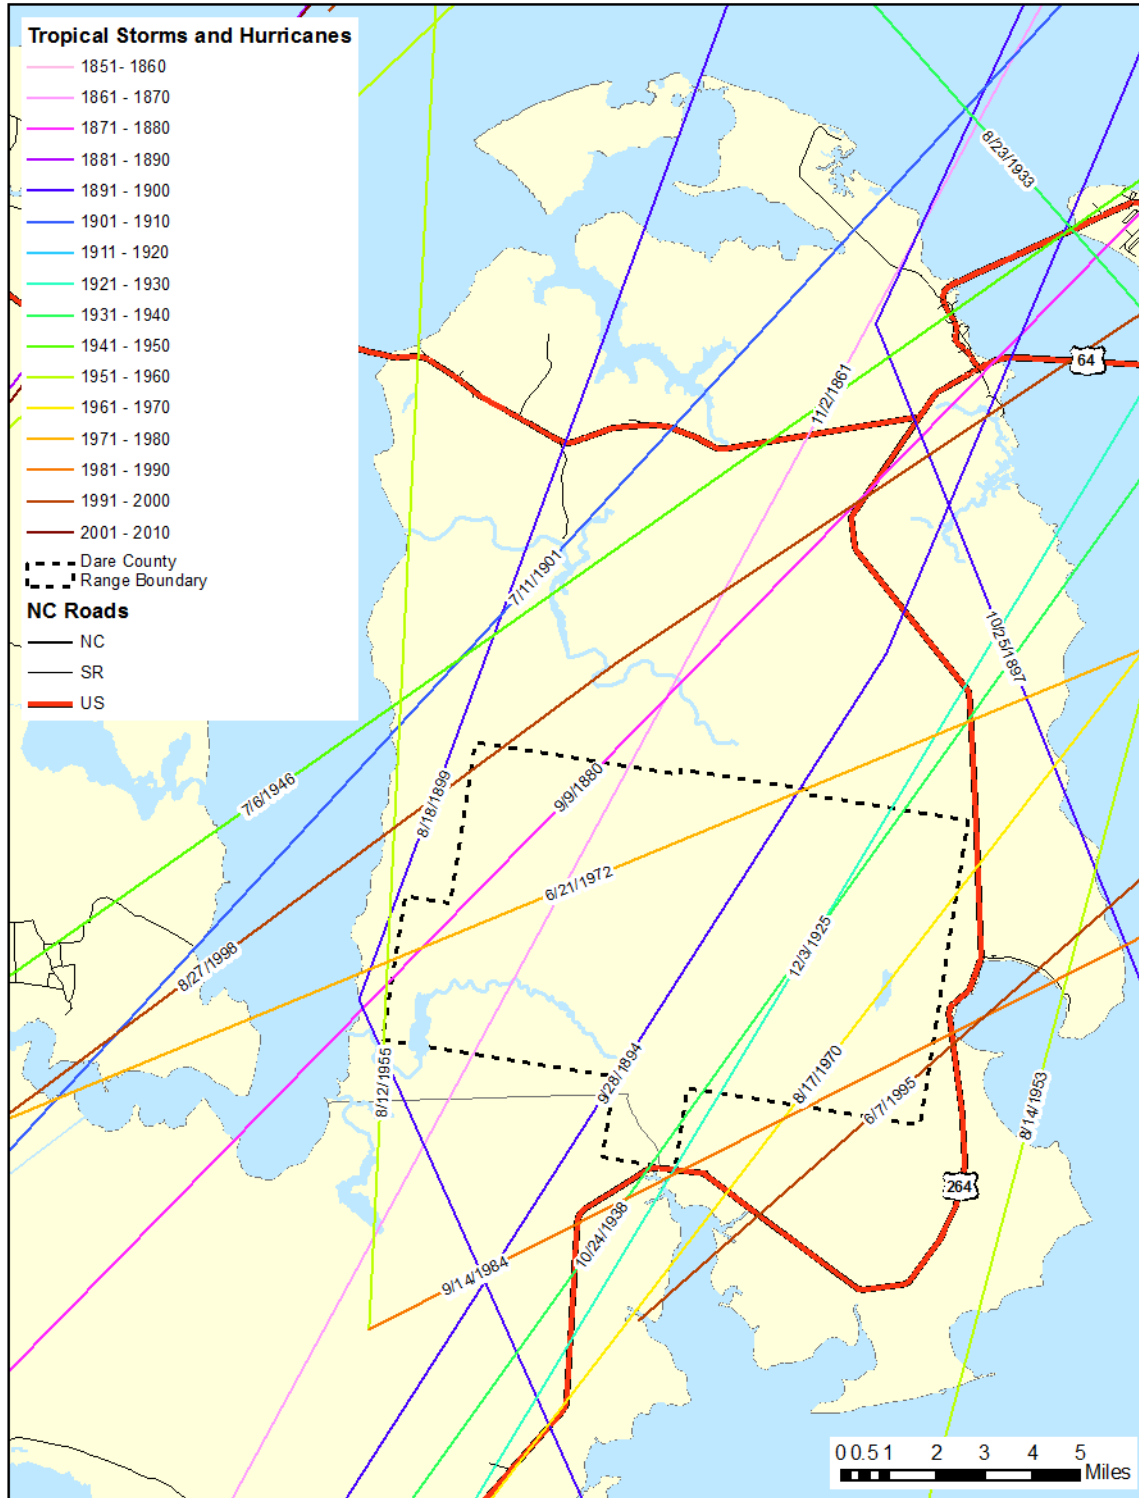 Tropical Storms and Hurricanes
1851- 1860
1861 - 1870
1871 - 1880
1881 - 1890
1891 - 1900
1901 - 1910
1911 - 1920
1921 - 1930
1931 - 1940
1941 - 1950
1951 - 1960
1961 - 1970
1971 - 1980
1981 - 1990
1991 - 2000
2001 - 2010
Dare County
Range Boundary
NC Roads
NC
SR
US
8/23/1933
64
11/2/1861
7/11/1901
10/25/1897
7/6/1946
8/18/1899
9/9/1880
6/21/1972
8/27/1998
12/3/1925
8/12/1955
9/28/1894
8/17/1970
6/7/1995
8/14/1953
264
10/24/1938
9/14/1984
0 0.5 1 2 3 4 5
Miles